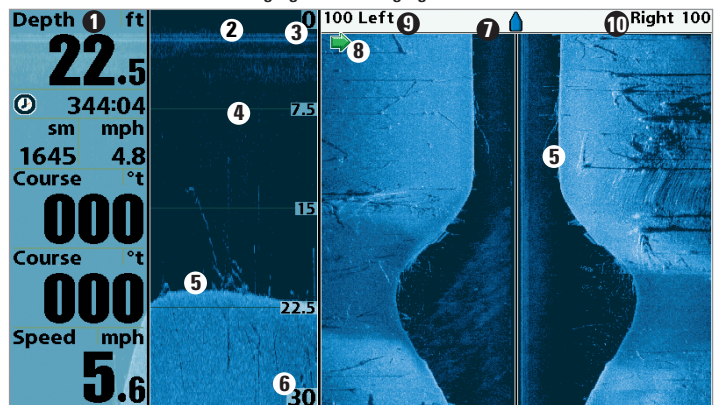 Depth 1 ft
22.5
344:04
sm mph
1645 4.8
Course °t
000
Course °t
000
Speed mph
5.6
2 3 0
4 7.5
15
5
22.5
6 30
100 Left 9 7 10 Right 100
8
5